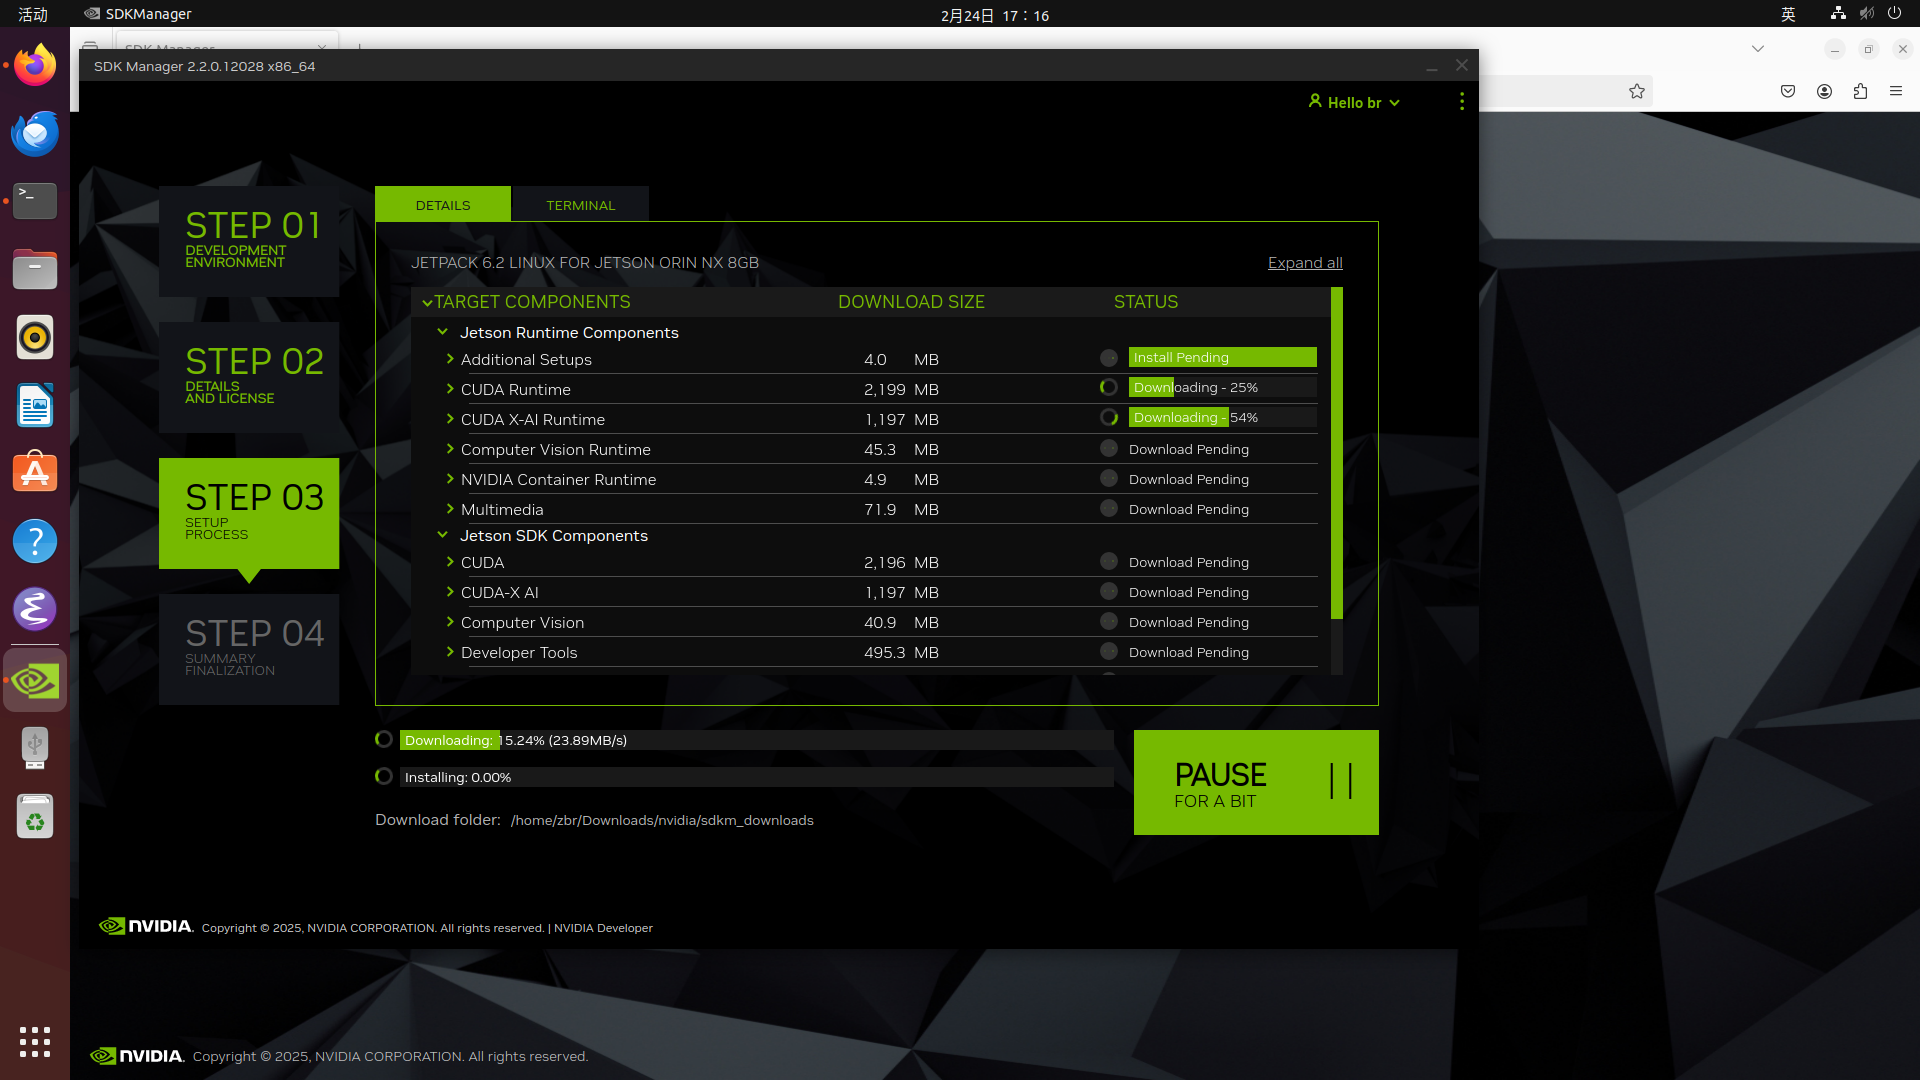 活动
SDKManager
2月24日 17：16
英
SDK Manager
SDK Manager 2.2.0.12028 x86_64
Hello br
STEP 01
DEVELOPMENT
ENVIRONMENT
STEP 02
DETAILS
AND LICENSE
STEP 03
SETUP
PROCESS
STEP 04
SUMMARY
FINALIZATION
DETAILS
TERMINAL
JETPACK 6.2 LINUX FOR JETSON ORIN NX 8GB
Expand all
TARGET COMPONENTS DOWNLOAD SIZE STATUS
Jetson Runtime Components
Additional Setups 4.0 MB Install Pending
CUDA Runtime 2,199 MB Downloading - 25%
CUDA X-AI Runtime 1,197 MB Downloading - 54%
Computer Vision Runtime 45.3 MB Download Pending
NVIDIA Container Runtime 4.9 MB Download Pending
Multimedia 71.9 MB Download Pending
Jetson SDK Components
CUDA 2,196 MB Download Pending
CUDA-X AI 1,197 MB Download Pending
Computer Vision 40.9 MB Download Pending
Developer Tools 495.3 MB Download Pending
Downloading: 15.24% (23.89MB/s)
Installing: 0.00%
PAUSE
FOR A BIT
Download folder: /home/zbr/Downloads/nvidia/sdkm_downloads
NVIDIA. Copyright © 2025, NVIDIA CORPORATION. All rights reserved. | NVIDIA Developer
NVIDIA. Copyright © 2025, NVIDIA CORPORATION. All rights reserved.